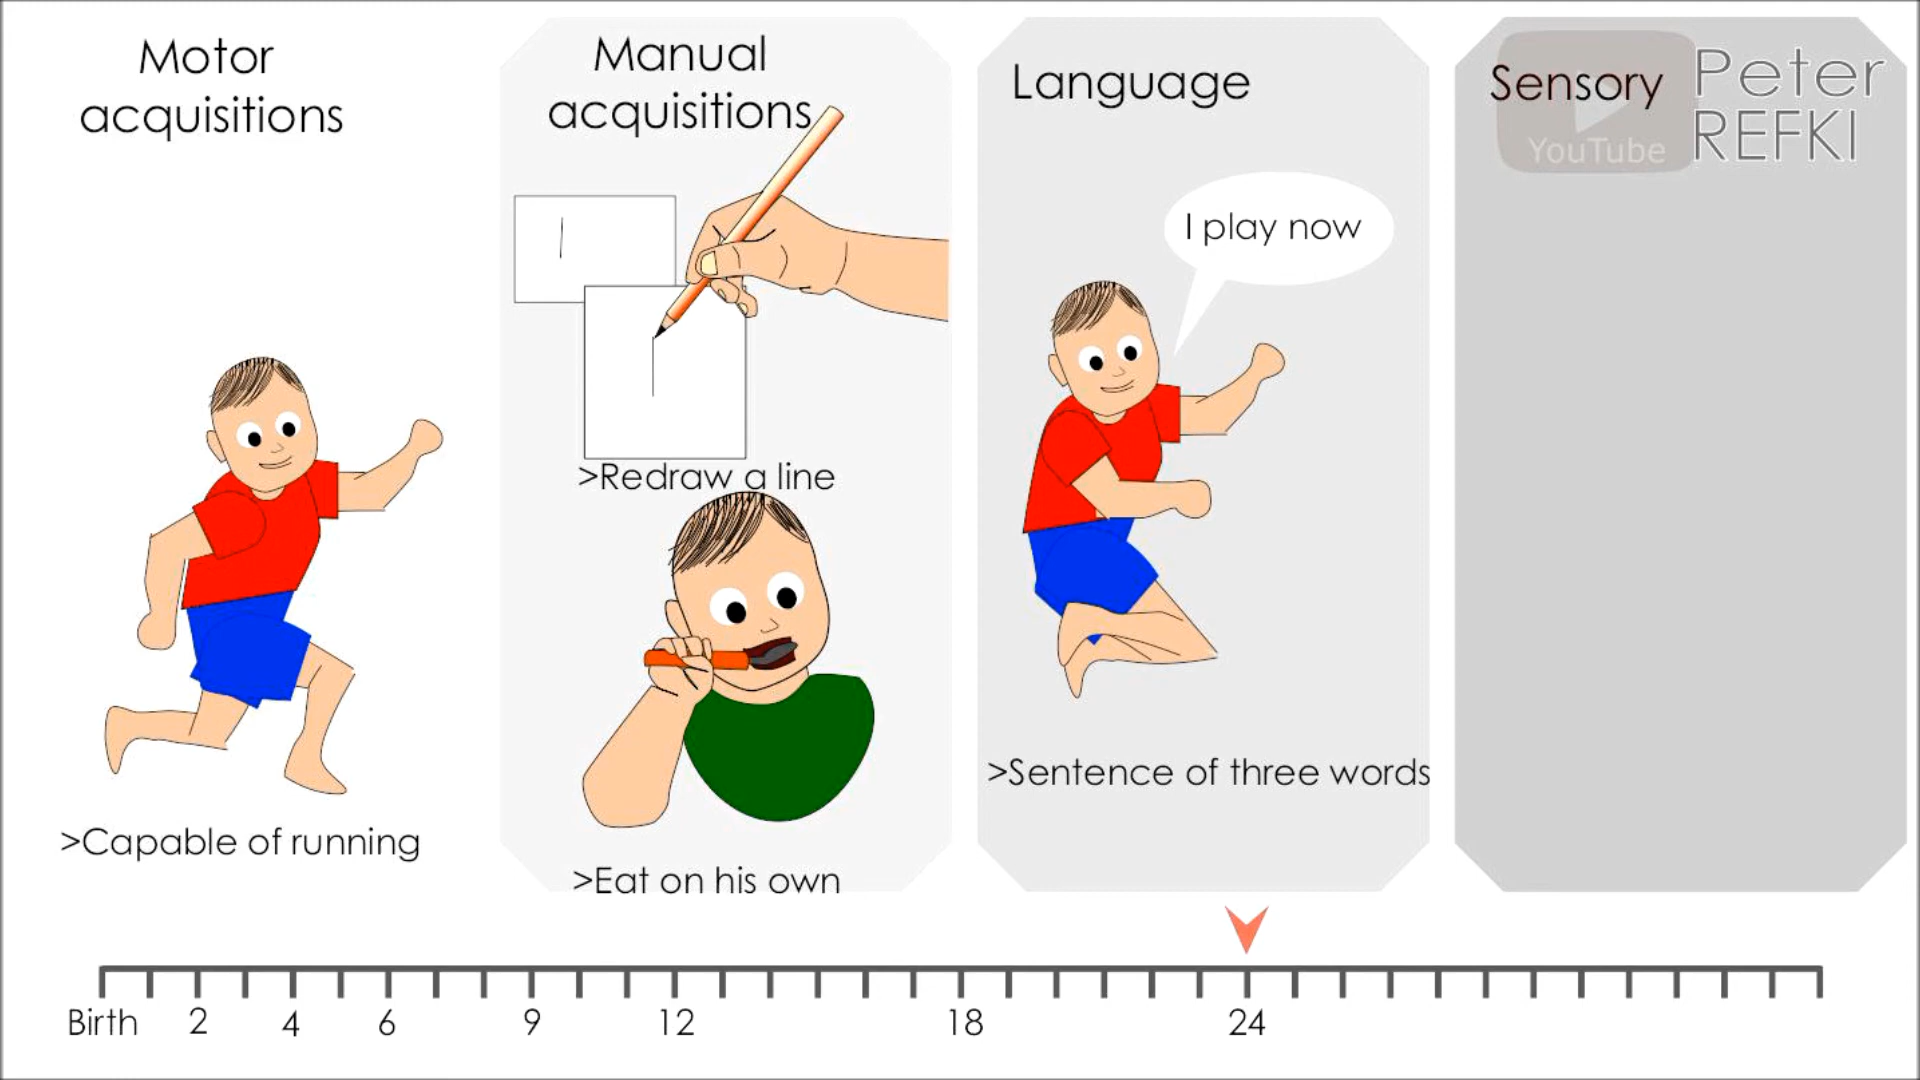 Motor
acquisitions
Manual
acquisitions
Language
Sensory
Peter
REFKI
YouTube
I play now
>Redraw a line
>Sentence of three words
>Capable of running
>Eat on his own
Birth 2 4 6 9 12 18 24